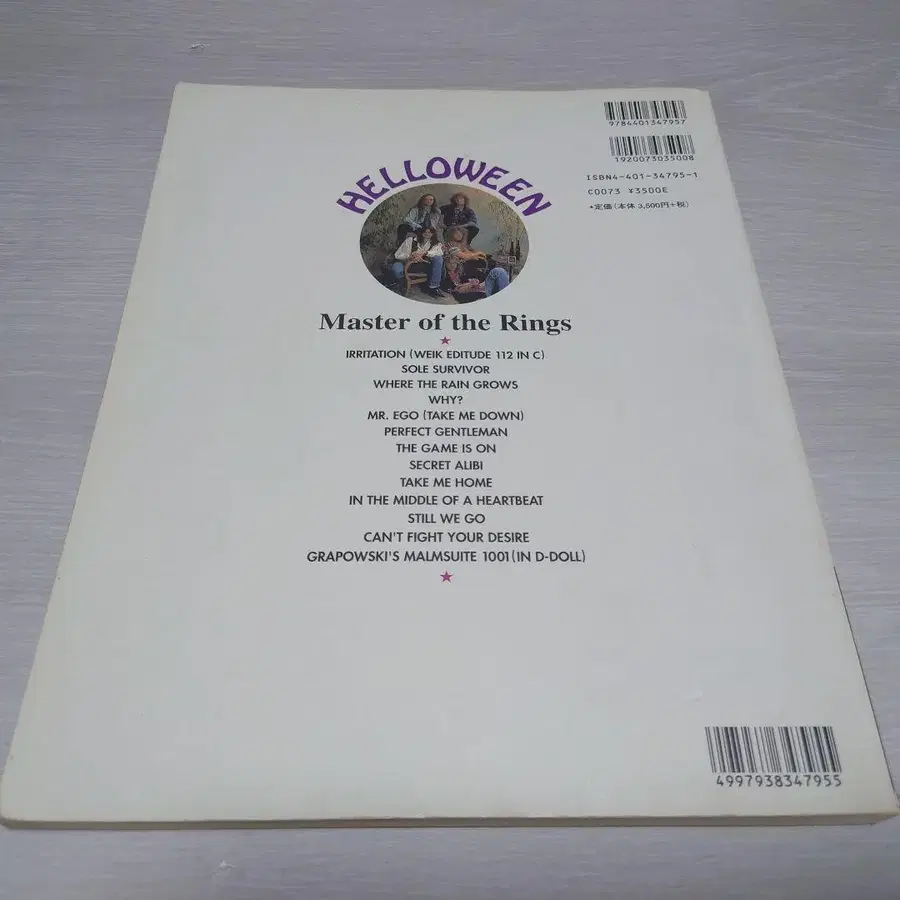 9784401347957
1920073035008
ISBN4-401-34795-1
C0073 ¥3500E
•定価(本体3,500円+税)
HELLOWEEN
Master of the Rings
IRRITATION (WEIK EDITUDE 112 IN C)
SOLE SURVIVOR
WHERE THE RAIN GROWS
WHY?
MR. EGO (TAKE ME DOWN)
PERFECT GENTLEMAN
THE GAME IS ON
SECRET ALIBI
TAKE ME HOME
IN THE MIDDLE OF A HEARTBEAT
STILL WE GO
CAN'T FIGHT YOUR DESIRE
GRAPOWSKI'S MALMSUITE 1001(IN D-DOLL)
4997938347955